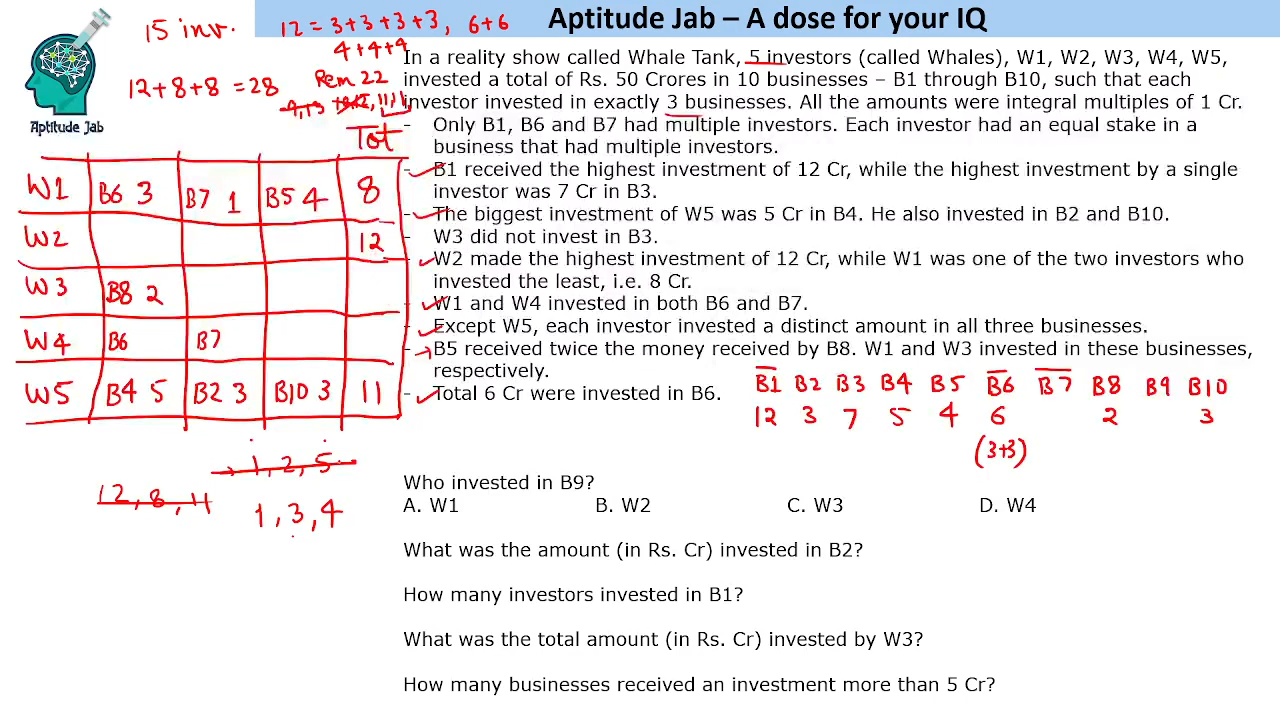 Aptitude Jab – A dose for your IQ
Aptitude Jab
15 inv.
12 = 3+3+3+3, 6+6
4+4+4
12+8+8 = 28
Rem 22
11,11,
Tot
In a reality show called Whale Tank, 5 investors (called Whales), W1, W2, W3, W4, W5,
invested a total of Rs. 50 Crores in 10 businesses – B1 through B10, such that each
investor invested in exactly 3 businesses. All the amounts were integral multiples of 1 Cr.
- Only B1, B6 and B7 had multiple investors. Each investor had an equal stake in a
business that had multiple investors.
- B1 received the highest investment of 12 Cr, while the highest investment by a single
investor was 7 Cr in B3.
- The biggest investment of W5 was 5 Cr in B4. He also invested in B2 and B10.
- W3 did not invest in B3.
- W2 made the highest investment of 12 Cr, while W1 was one of the two investors who
invested the least, i.e. 8 Cr.
- W1 and W4 invested in both B6 and B7.
- Except W5, each investor invested a distinct amount in all three businesses.
- B5 received twice the money received by B8. W1 and W3 invested in these businesses,
respectively.
- Total 6 Cr were invested in B6.
W1 B6 3 B7 1 B5 4 8
W2 12
W3 B8 2
W4 B6 B7
W5 B4 5 B2 3 B10 3 11
B1 B2 B3 B4 B5 B6 B7 B8 B9 B10
12 3 7 5 4 6 2 3
(3+3)
1, 2, 5
12, 8, 11
1, 3, 4
Who invested in B9?
A. W1 B. W2 C. W3 D. W4
What was the amount (in Rs. Cr) invested in B2?
How many investors invested in B1?
What was the total amount (in Rs. Cr) invested by W3?
How many businesses received an investment more than 5 Cr?